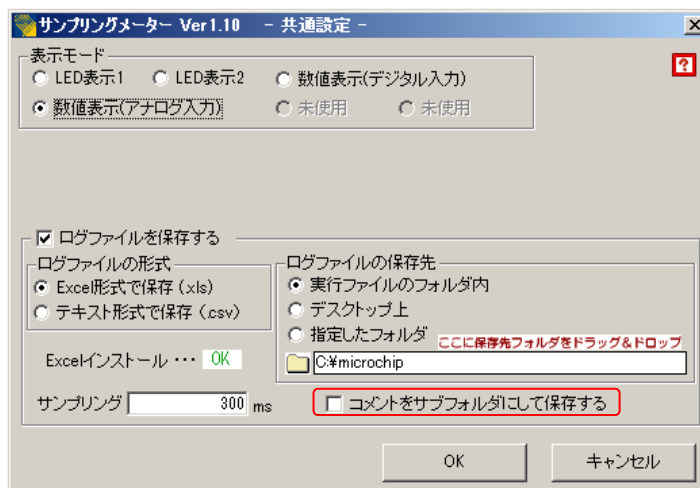 サンプリングメーター Ver1.10 - 共通設定 -
表示モード
LED表示1 LED表示2 数値表示(デジタル入力)
数値表示(アナログ入力) 未使用 未使用
?
ログファイルを保存する
ログファイルの形式
Excel形式で保存 (.xls)
テキスト形式で保存 (.csv)
ログファイルの保存先
実行ファイルのフォルダ内
デスクトップ上
指定したフォルダ ここに保存先フォルダをドラッグ&ドロップ
C:¥microchip
Excelインストール ・・・ OK
サンプリング 300 ms
コメントをサブフォルダにして保存する
OK キャンセル